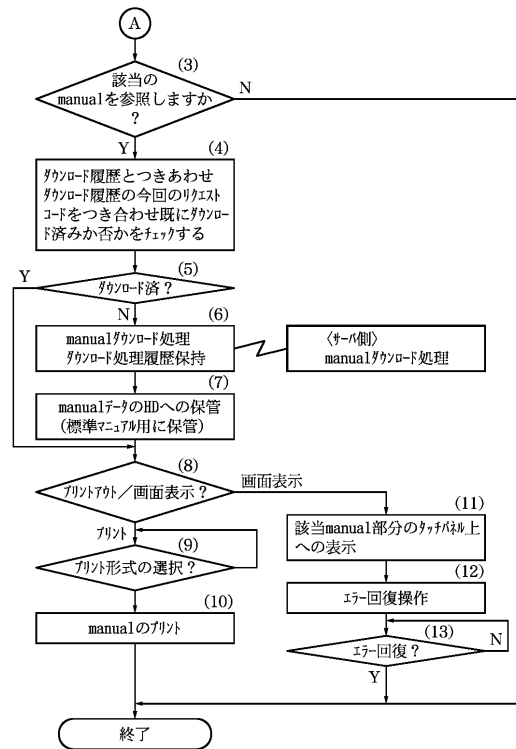 A
(3)
該当の
manualを参照しますか
?
N
Y
(4)
ﾀﾞｳﾝﾛｰﾄﾞ履歴とつきあわせ
ﾀﾞｳﾝﾛｰﾄﾞ履歴の今回のﾘｸｴｽﾄ
ｺｰﾄﾞをつき合わせ既にﾀﾞｳﾝﾛｰ
ﾄﾞ済みか否かをﾁｪｯｸする
(5)
Y
ﾀﾞｳﾝﾛｰﾄﾞ済?
N
(6)
manualﾀﾞｳﾝﾛｰﾄﾞ処理
ﾀﾞｳﾝﾛｰﾄﾞ処理履歴保持
〈ｻｰﾊﾞ側〉
manualﾀﾞｳﾝﾛｰﾄﾞ処理
(7)
manualﾃﾞｰﾀのHDへの保管
(標準ﾏﾆｭｱﾙ用に保管)
(8)
ﾌﾟﾘﾝﾄｱｳﾄ/画面表示?
画面表示
ﾌﾟﾘﾝﾄ
(9)
ﾌﾟﾘﾝﾄ形式の選択?
(10)
manualのﾌﾟﾘﾝﾄ
(11)
該当manual部分のﾀｯﾁﾊﾟﾈﾙ上
への表示
(12)
ｴﾗｰ回復操作
(13)
ｴﾗｰ回復?
N
Y
終了